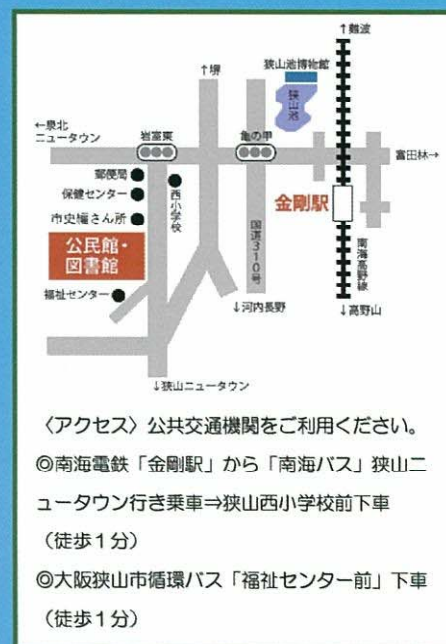 ↑難波
狭山池博物館
狭山池
↑堺
←泉北
ニュータウン
岩室東
亀の甲
富田林→
郵便局
保健センター
市史編さん所
西小学校
金剛駅
公民館・
図書館
国道310号
南海高野線
福祉センター
↓河内長野
↓高野山
↓狭山ニュータウン
〈アクセス〉公共交通機関をご利用ください。
◎南海電鉄「金剛駅」から「南海バス」狭山ニ
ュータウン行き乗車⇒狭山西小学校前下車
（徒歩１分）
◎大阪狭山市循環バス「福祉センター前」下車
（徒歩１分）